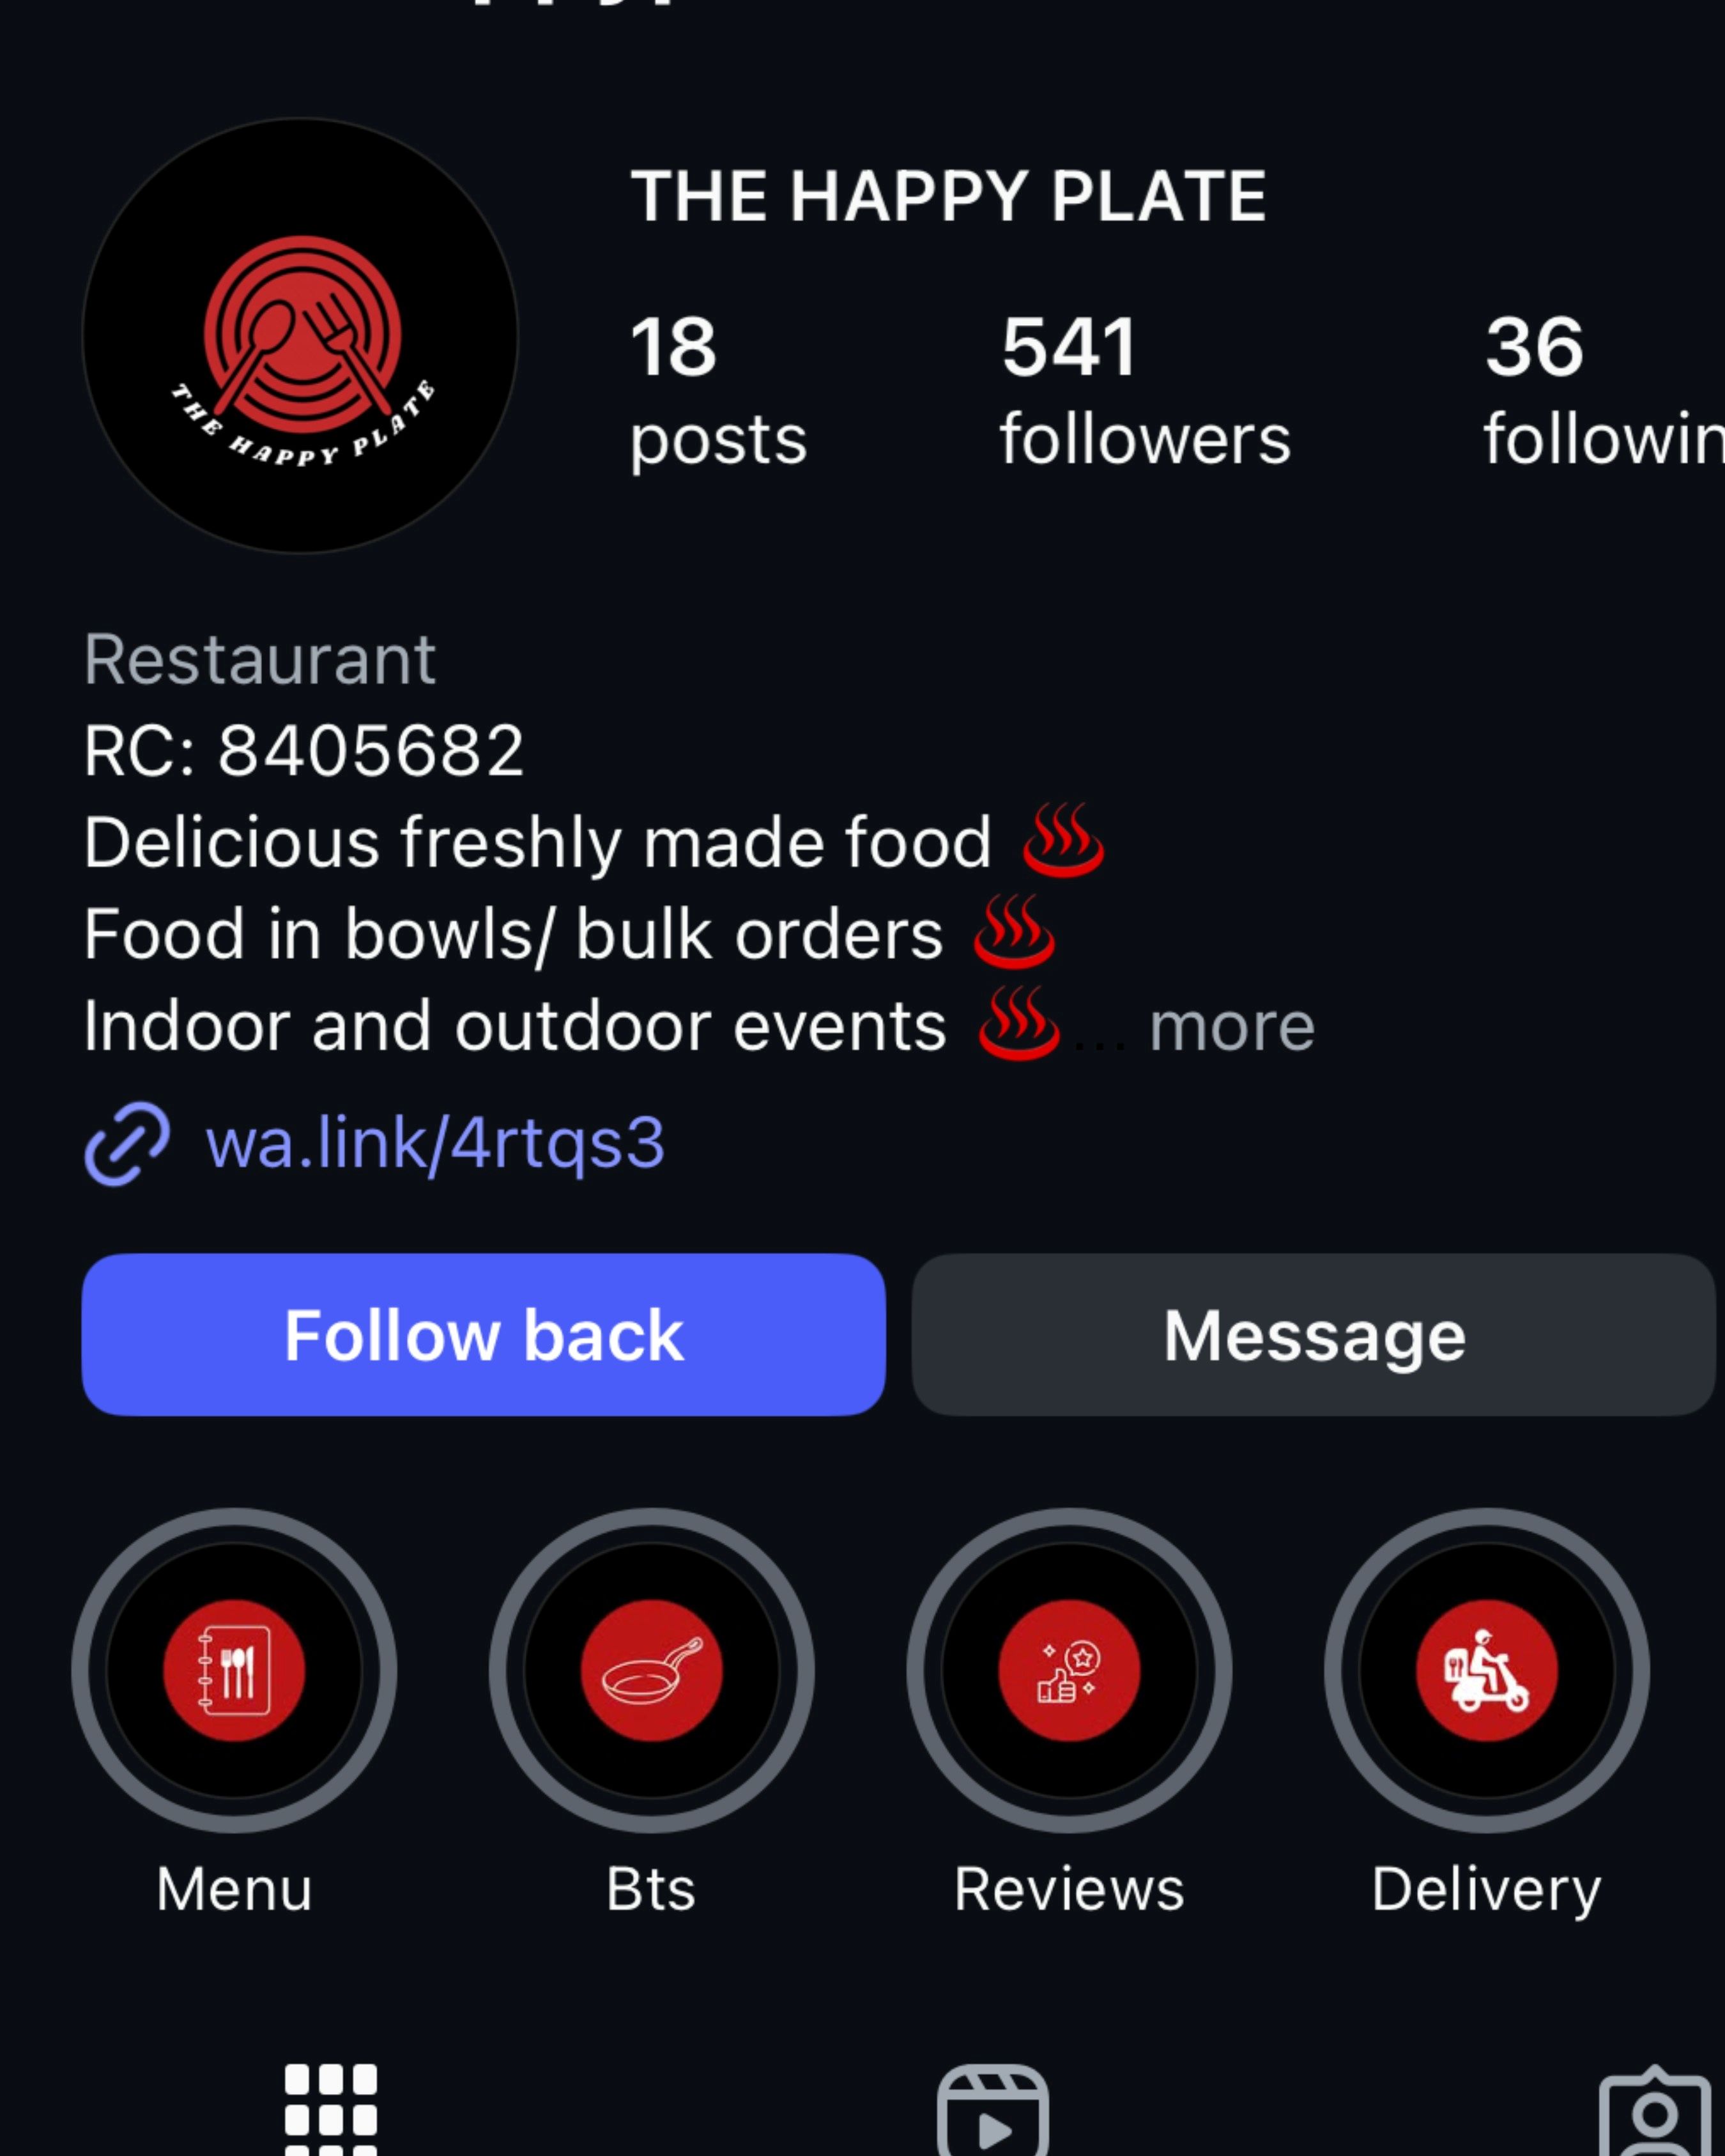 THE HAPPY PLATE
THE HAPPY PLATE
18 541 36
posts followers followin
Restaurant
RC: 8405682
Delicious freshly made food ♨️
Food in bowls/ bulk orders ♨️
Indoor and outdoor events ♨️... more
wa.link/4rtqs3
Follow back Message
Menu Bts Reviews Delivery